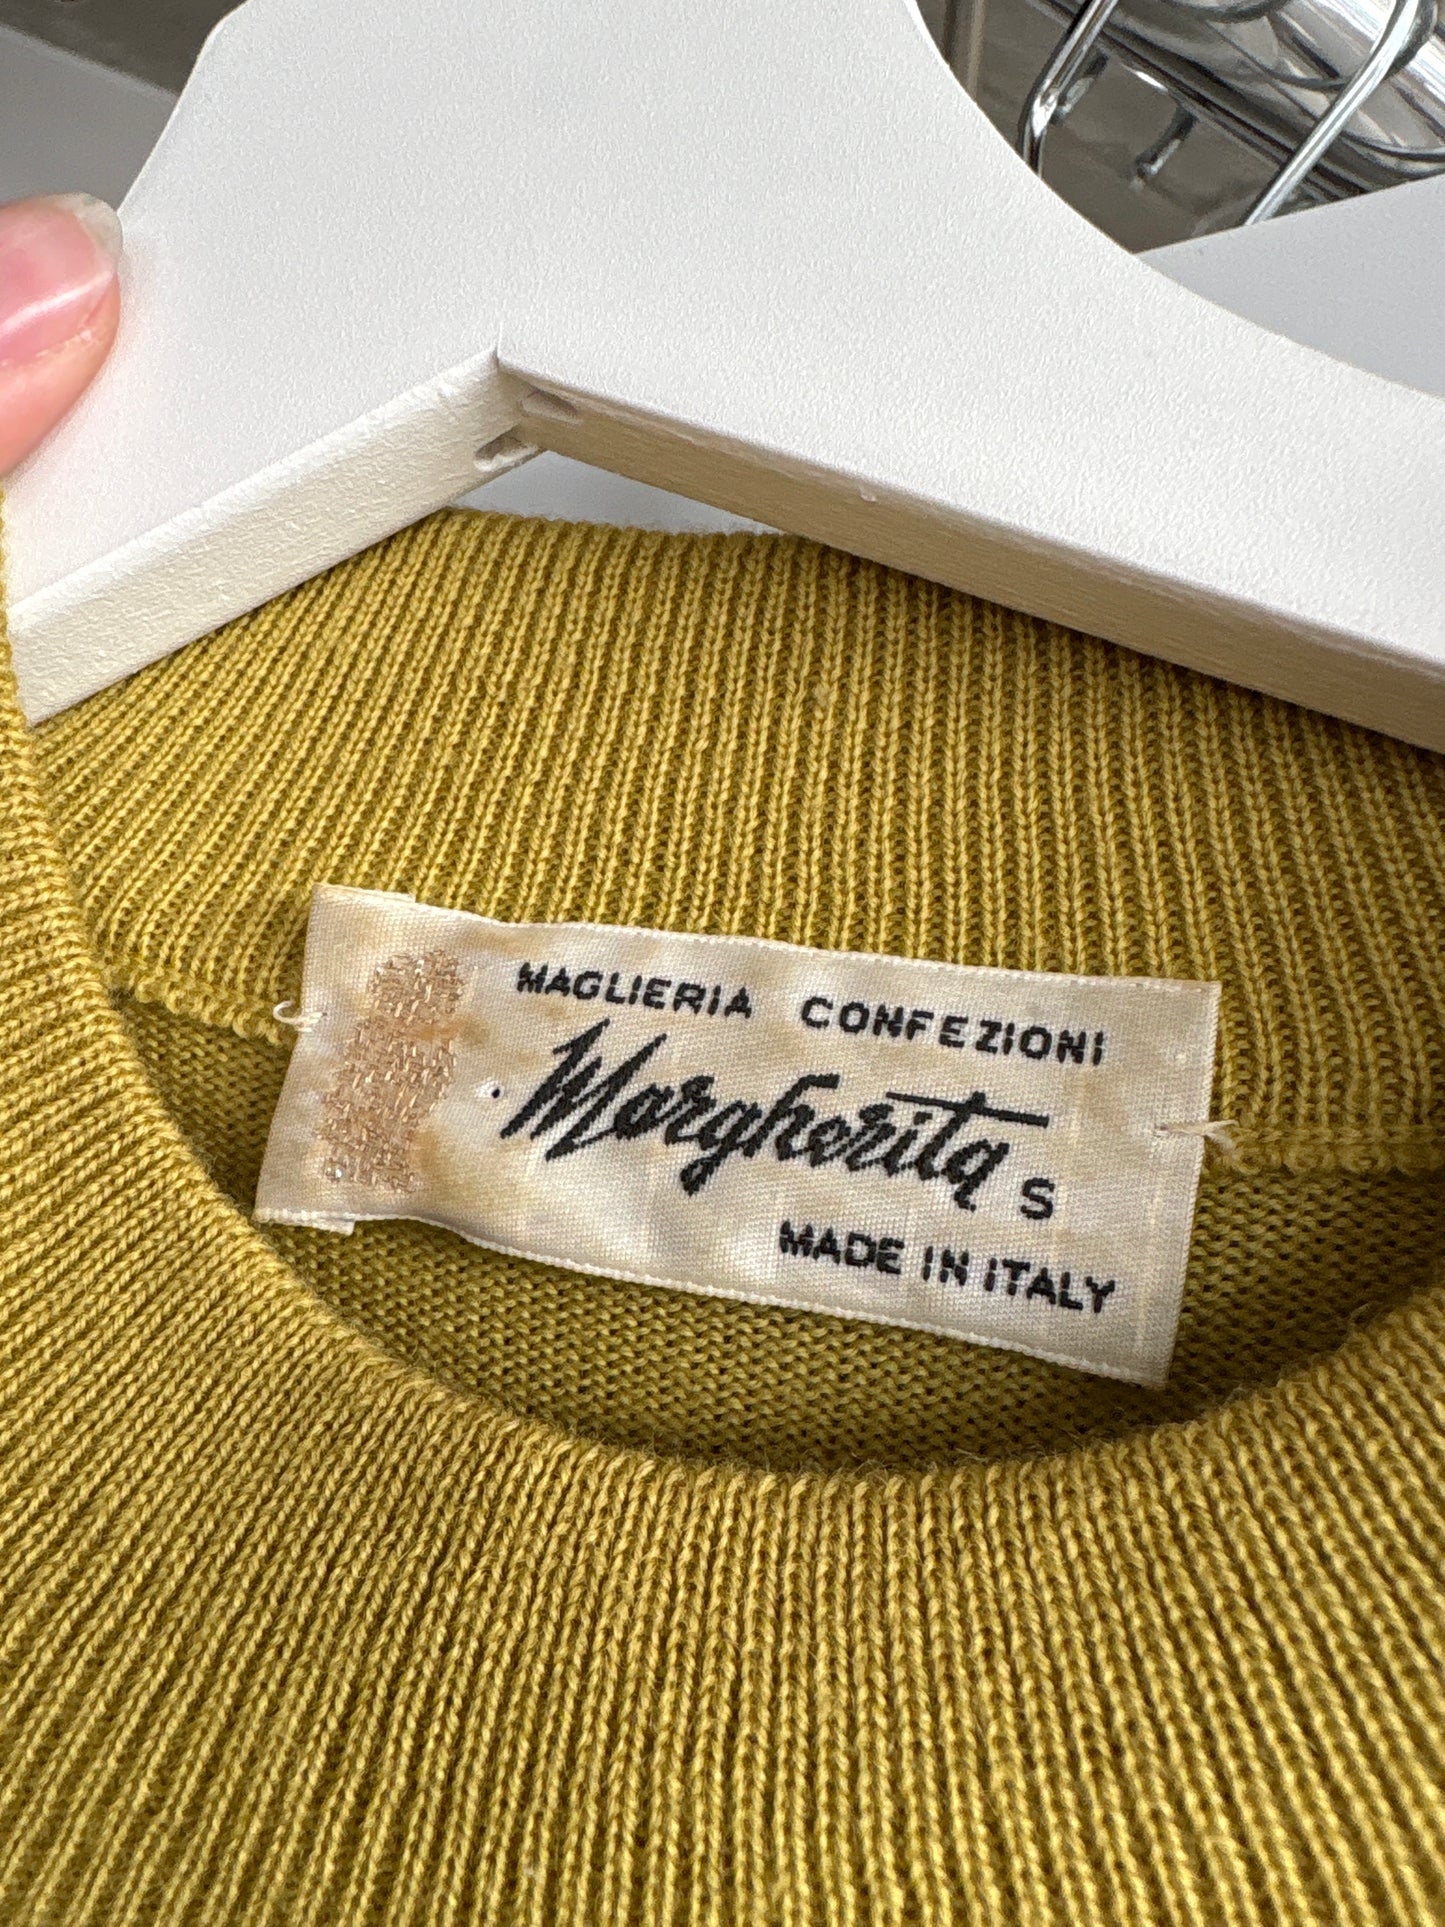 MAGLIERIA CONFEZIONI
Margherita S
MADE IN ITALY